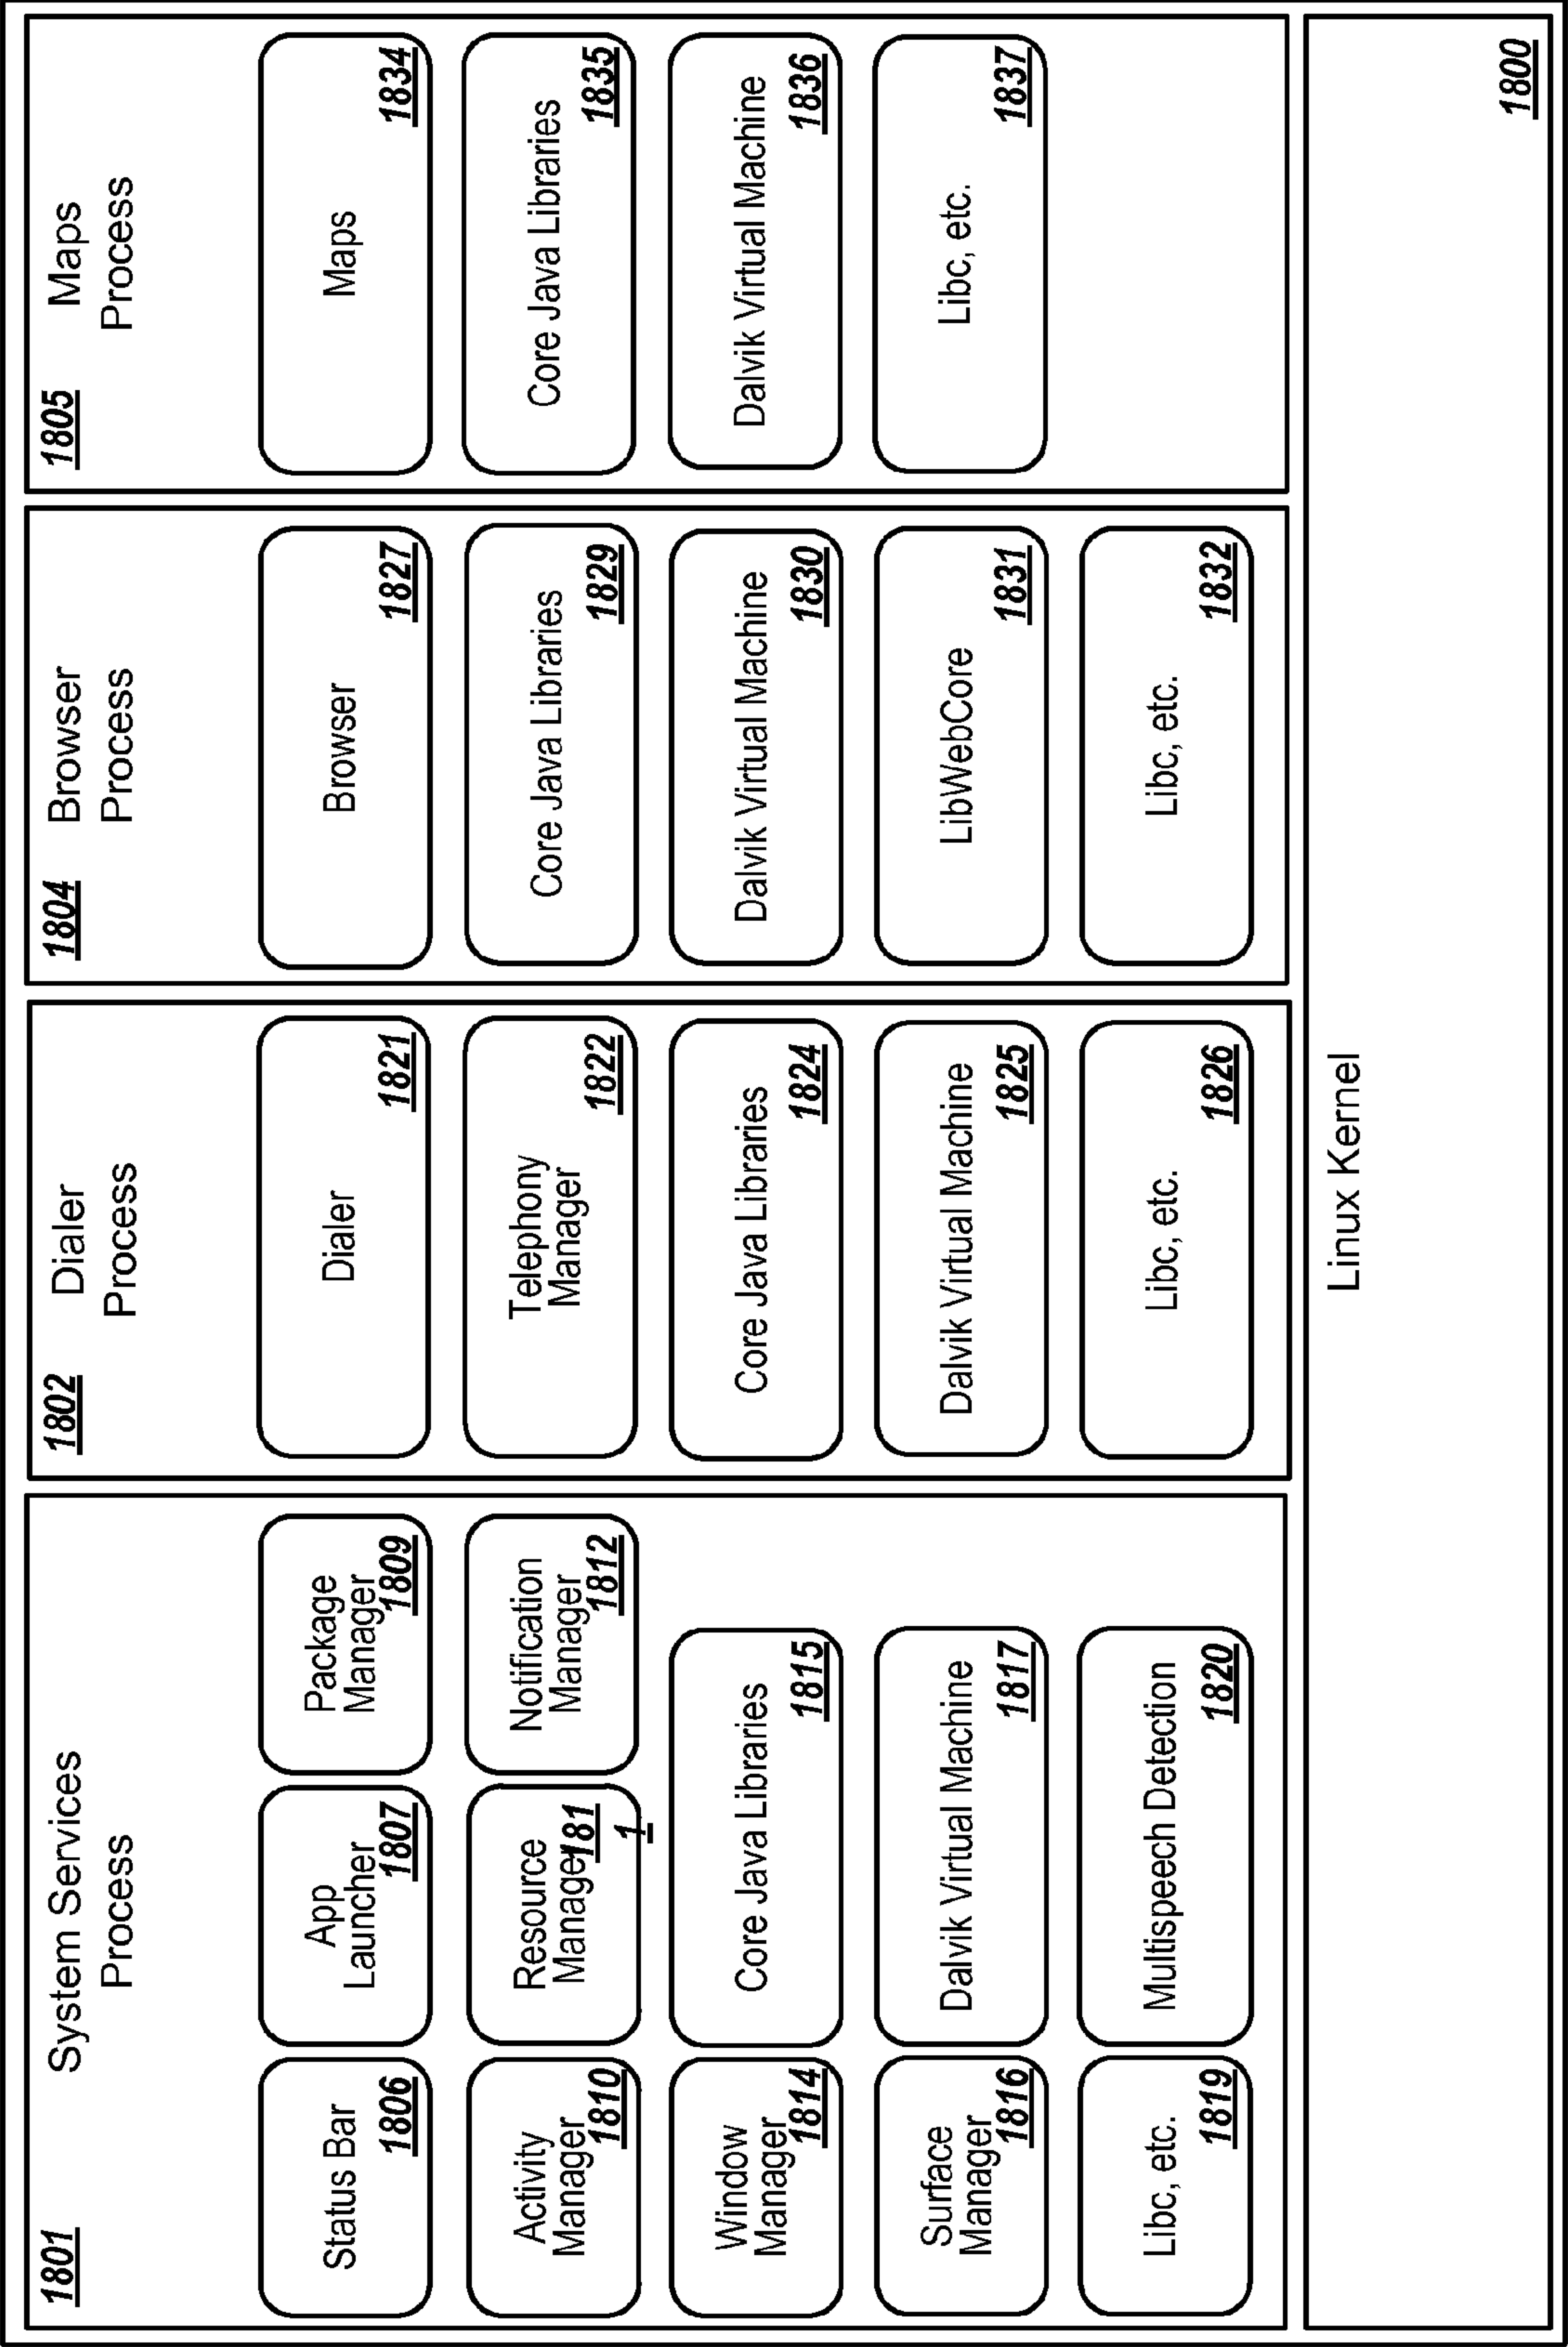 1801
System Services
Process
Status Bar
1806
App
Launcher
1807
Package
Manager
1809
Activity
Manager
1810
Resource
Manager
181
1
Notification
Manager
1812
Window
Manager
1814
Core Java Libraries
1815
Surface
Manager
1816
Dalvik Virtual Machine
1817
Libc, etc.
1819
Multispeech Detection
1820
1802
Dialer
Process
Dialer
1821
Telephony
Manager
1822
Core Java Libraries
1824
Dalvik Virtual Machine
1825
Libc, etc.
1826
1804
Browser
Process
Browser
1827
Core Java Libraries
1829
Dalvik Virtual Machine
1830
LibWebCore
1831
Libc, etc.
1832
1805
Maps
Process
Maps
1834
Core Java Libraries
1835
Dalvik Virtual Machine
1836
Libc, etc.
1837
Linux Kernel
1800